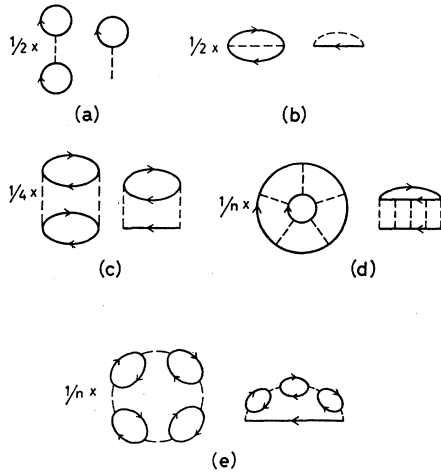 1/2 x
(a)
1/2 x
(b)
1/4 x
(c)
1/n x
(d)
1/n x
(e)